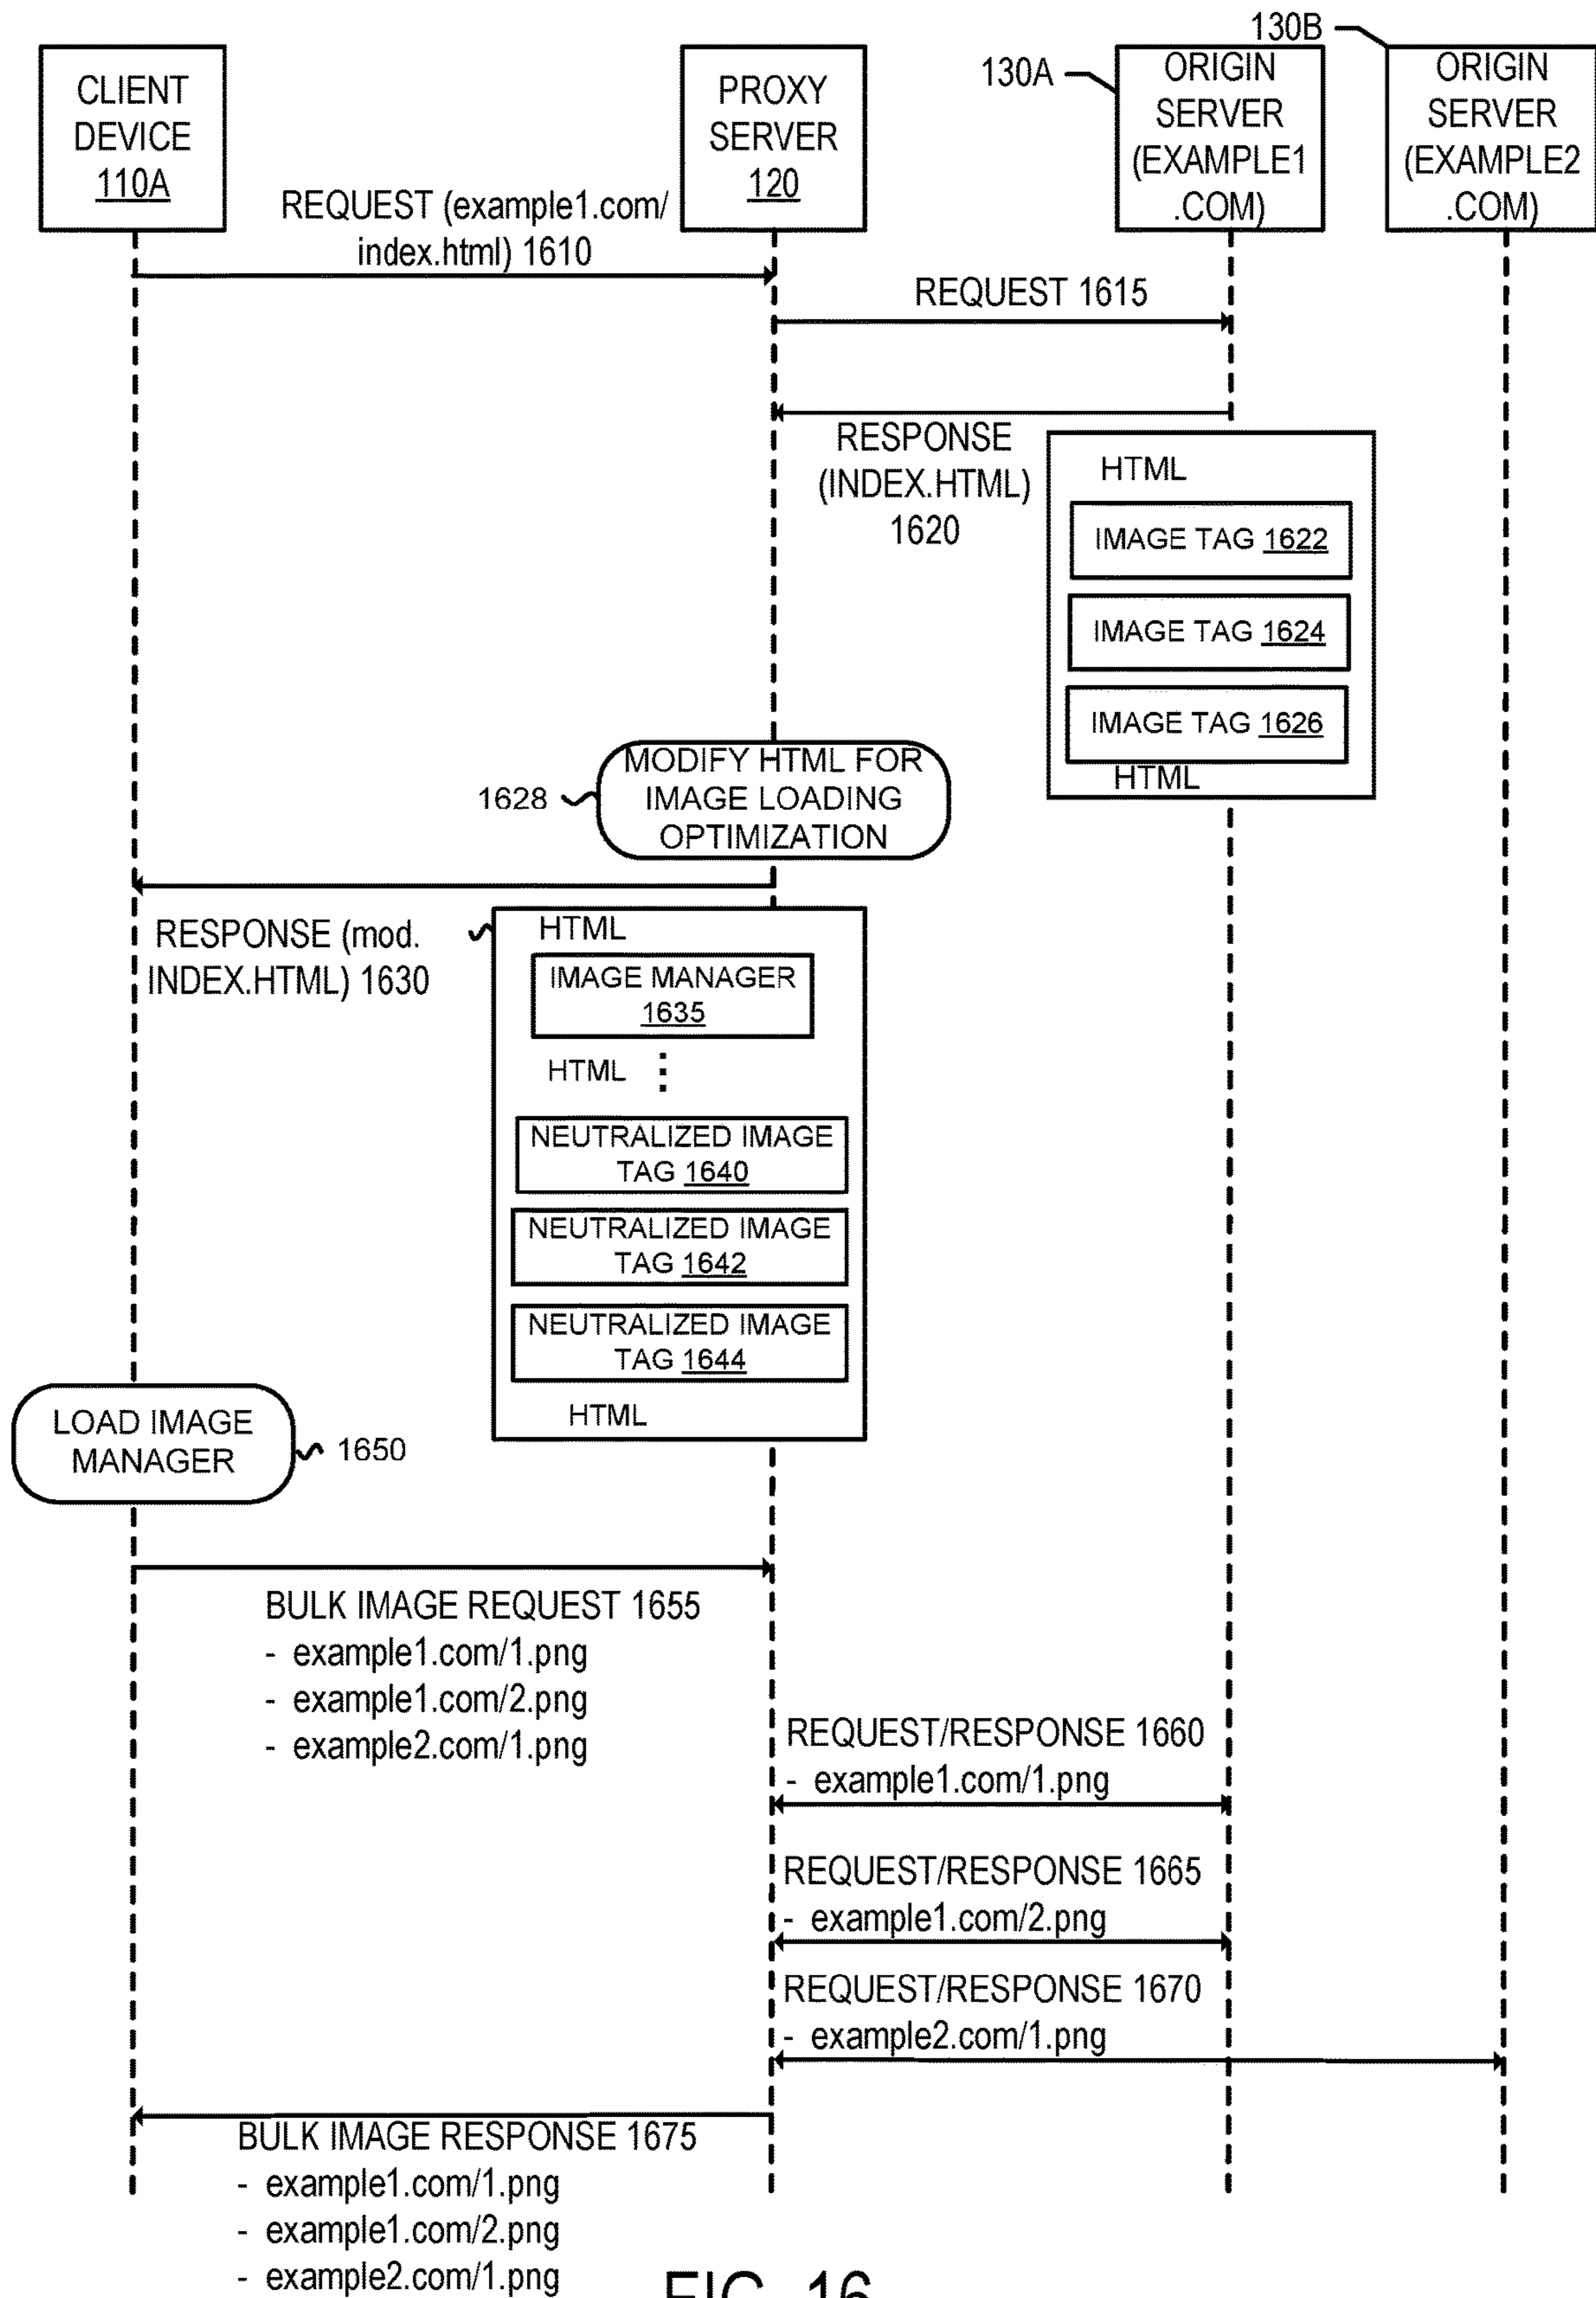 130B
130A
CLIENT
DEVICE
110A
PROXY
SERVER
120
ORIGIN
SERVER
(EXAMPLE1
.COM)
ORIGIN
SERVER
(EXAMPLE2
.COM)
REQUEST (example1.com/
index.html) 1610
REQUEST 1615
RESPONSE
(INDEX.HTML)
1620
HTML
IMAGE TAG 1622
IMAGE TAG 1624
IMAGE TAG 1626
HTML
1628
MODIFY HTML FOR
IMAGE LOADING
OPTIMIZATION
RESPONSE (mod.
INDEX.HTML) 1630
HTML
IMAGE MANAGER
1635
HTML
NEUTRALIZED IMAGE
TAG 1640
NEUTRALIZED IMAGE
TAG 1642
NEUTRALIZED IMAGE
TAG 1644
HTML
LOAD IMAGE
MANAGER
1650
BULK IMAGE REQUEST 1655
- example1.com/1.png
- example1.com/2.png
- example2.com/1.png
REQUEST/RESPONSE 1660
- example1.com/1.png
REQUEST/RESPONSE 1665
- example1.com/2.png
REQUEST/RESPONSE 1670
- example2.com/1.png
BULK IMAGE RESPONSE 1675
- example1.com/1.png
- example1.com/2.png
- example2.com/1.png
FIG. 16